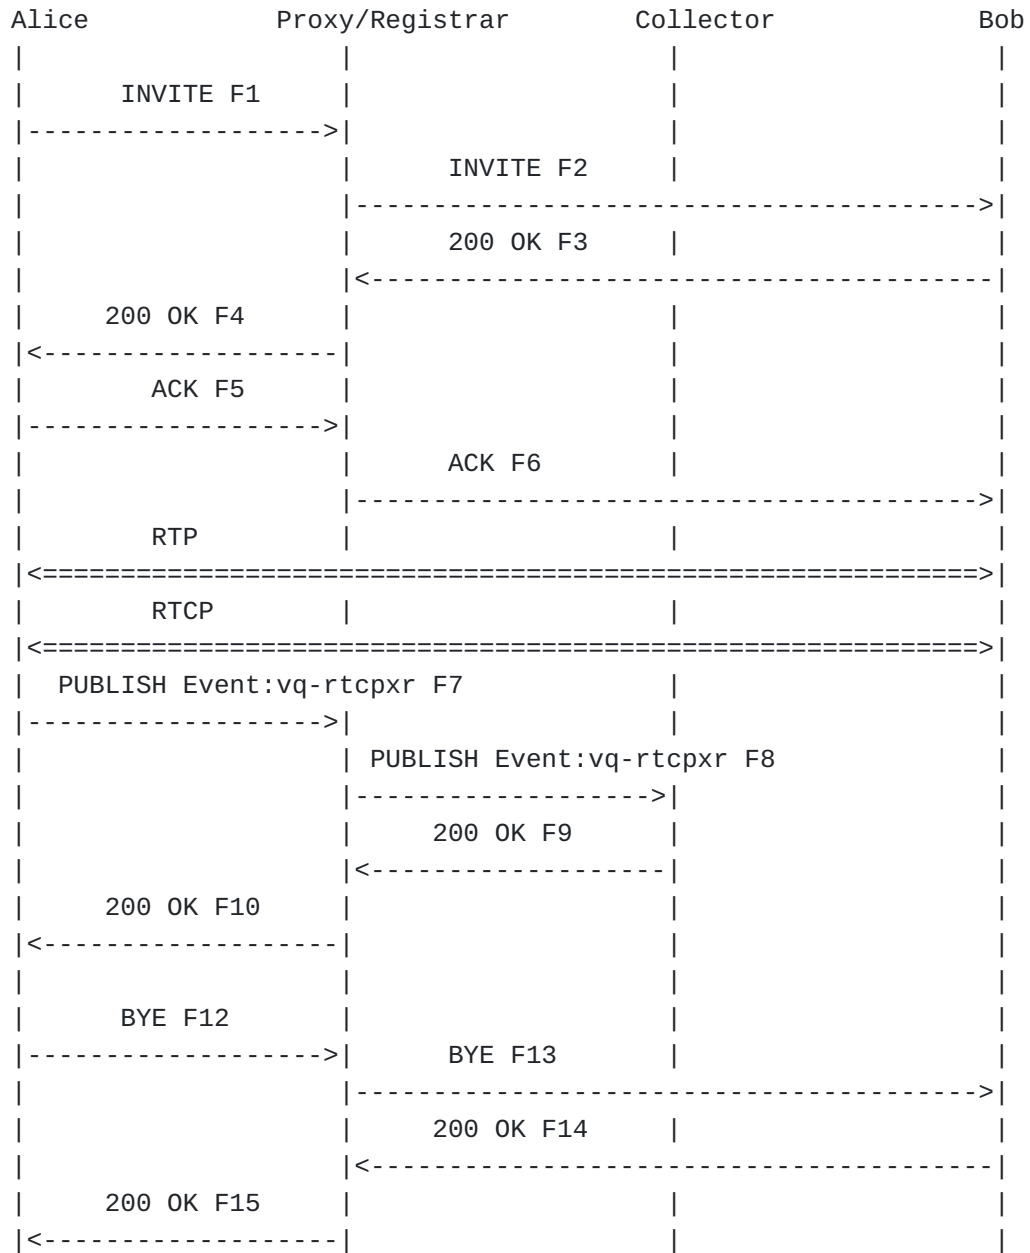 Alice Proxy/Registrar Collector Bob
INVITE F1
INVITE F2
200 OK F3
200 OK F4
ACK F5
ACK F6
RTP
RTCP
PUBLISH Event:vq-rtcpxr F7
PUBLISH Event:vq-rtcpxr F8
200 OK F9
200 OK F10
BYE F12
BYE F13
200 OK F14
200 OK F15